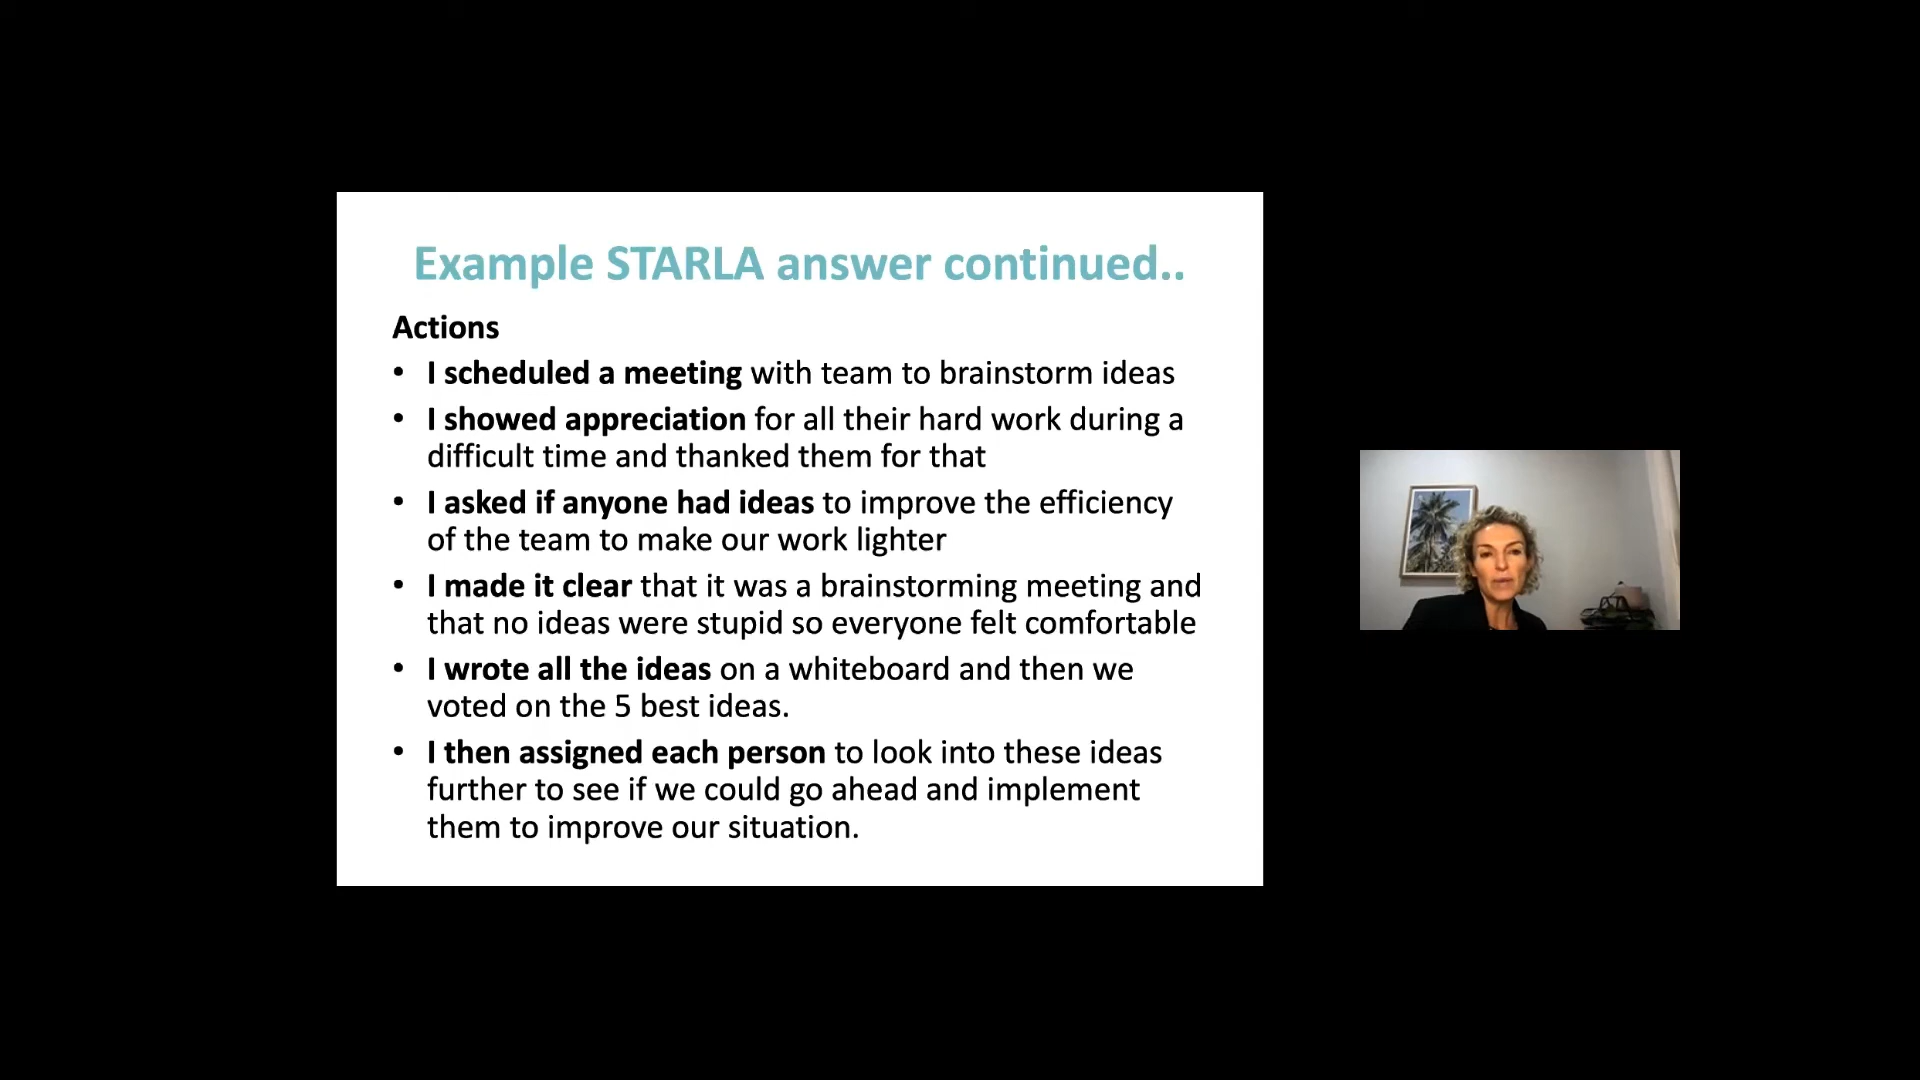 Example STARLA answer continued..
Actions
• I scheduled a meeting with team to brainstorm ideas
• I showed appreciation for all their hard work during a
difficult time and thanked them for that
• I asked if anyone had ideas to improve the efficiency
of the team to make our work lighter
• I made it clear that it was a brainstorming meeting and
that no ideas were stupid so everyone felt comfortable
• I wrote all the ideas on a whiteboard and then we
voted on the 5 best ideas.
• I then assigned each person to look into these ideas
further to see if we could go ahead and implement
them to improve our situation.